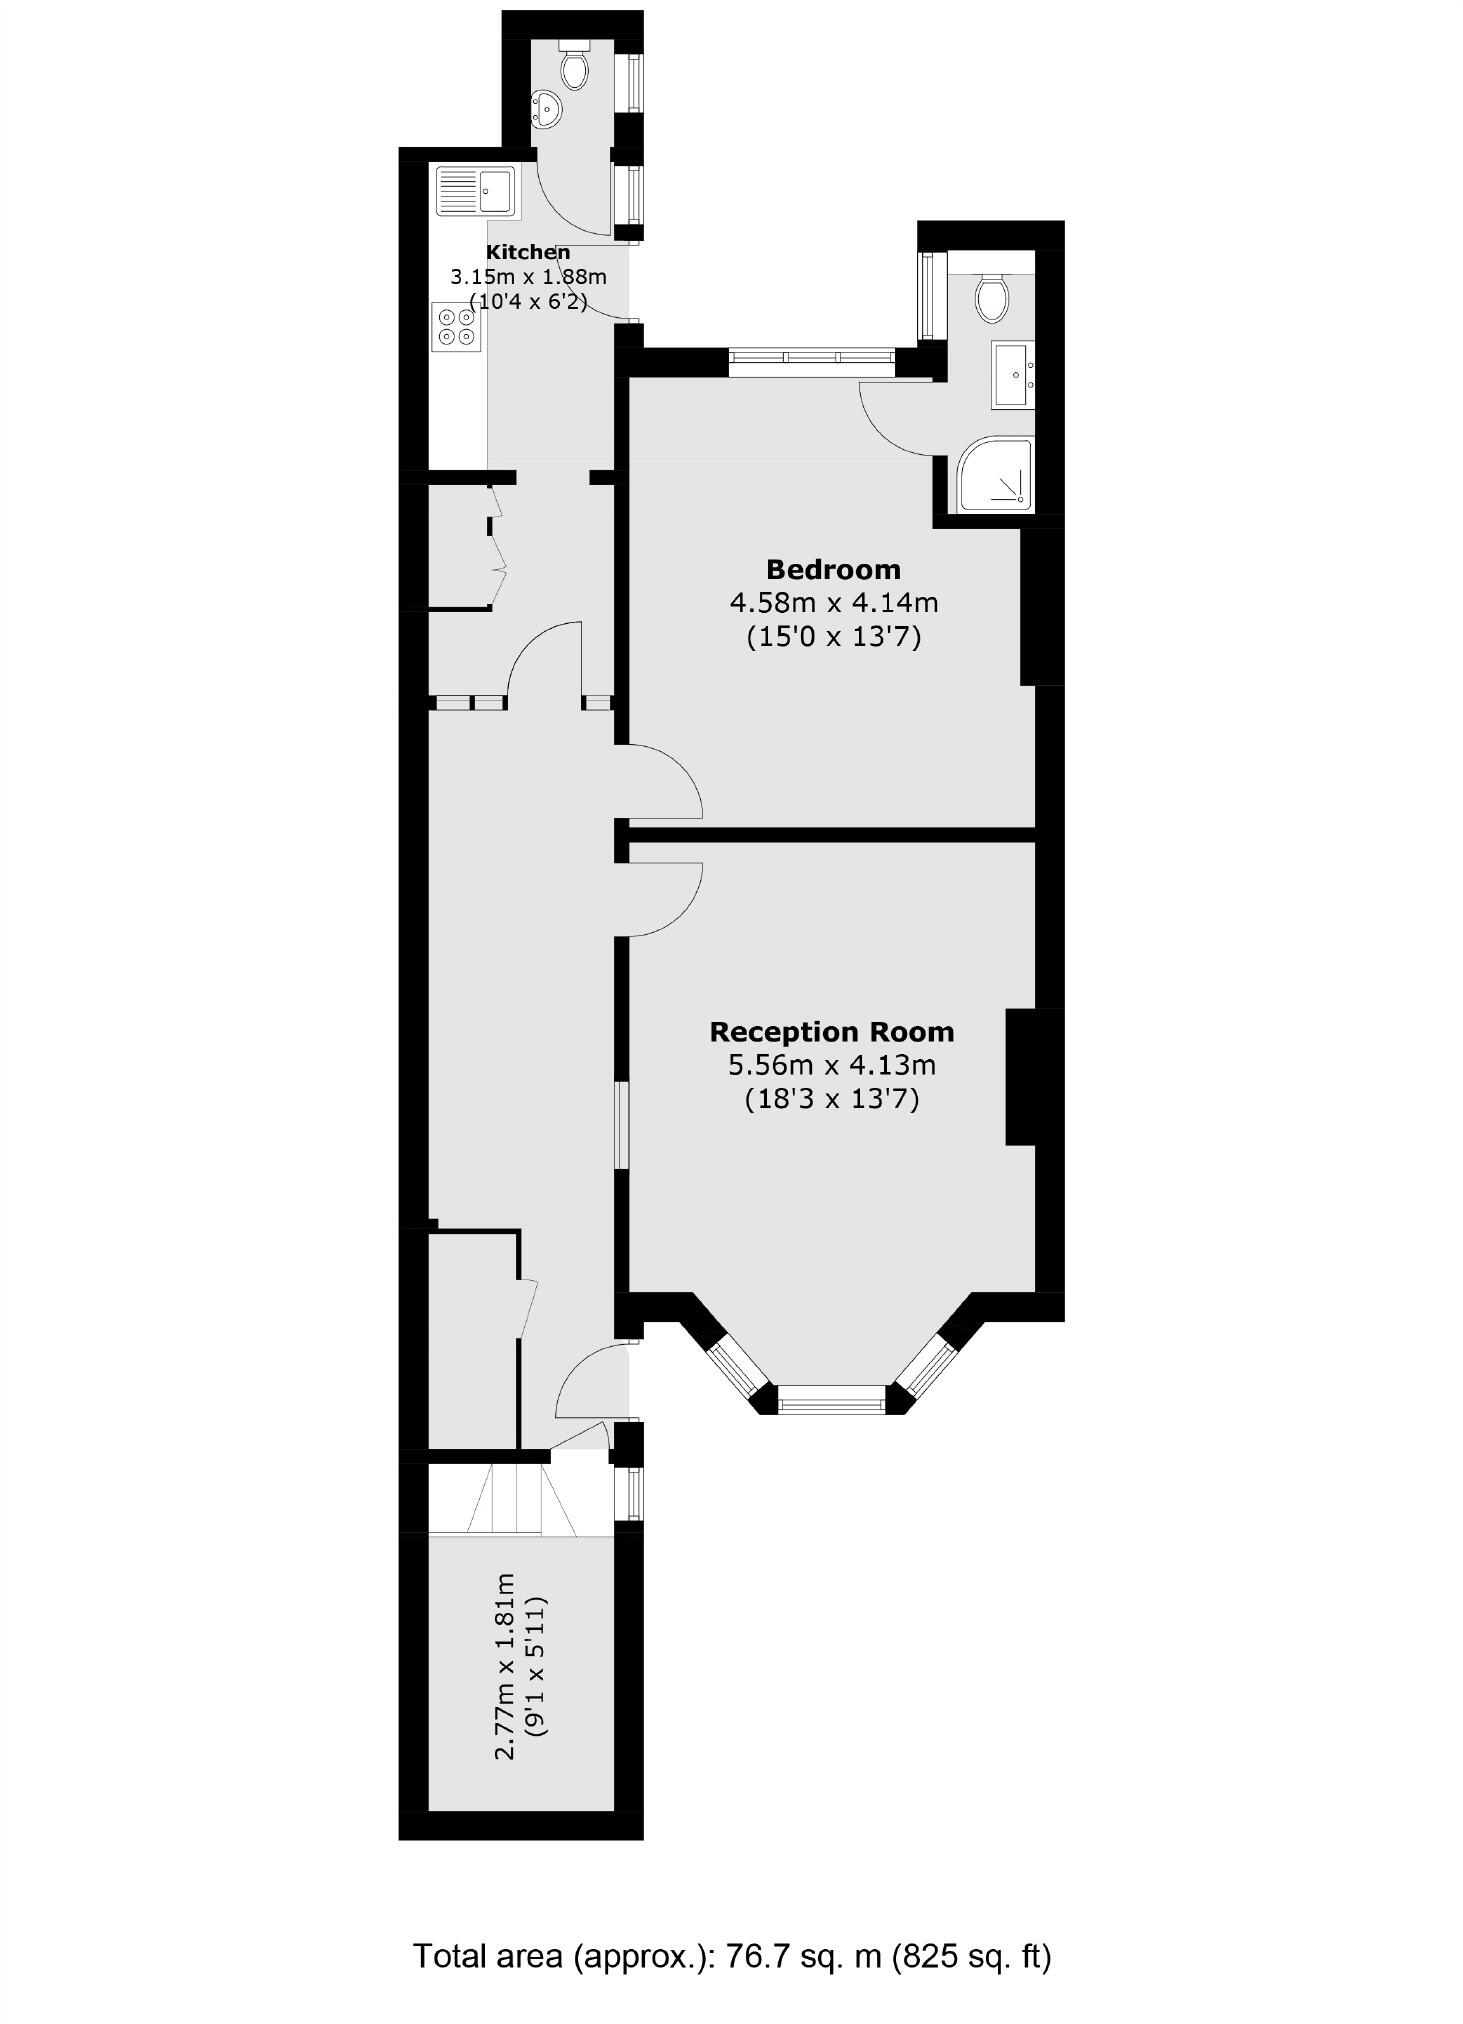 Kitchen
3.15m x 1.88m
(10'4 x 6'2)
Bedroom
4.58m x 4.14m
(15'0 x 13'7)
Reception Room
5.56m x 4.13m
(18'3 x 13'7)
2.77m x 1.81m
(9'1 x 5'11)
Total area (approx.): 76.7 sq. m (825 sq. ft)